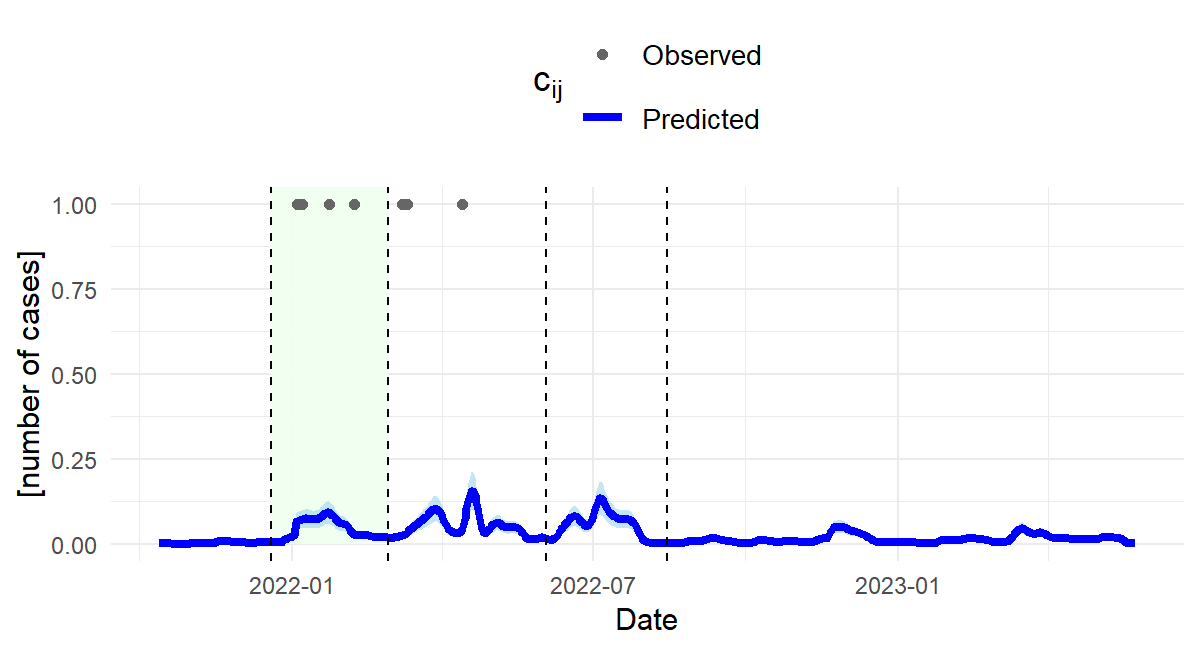 Observed
c_ij
Predicted
[number of cases]
1.00
0.75
0.50
0.25
0.00
2022-01
2022-07
2023-01
Date